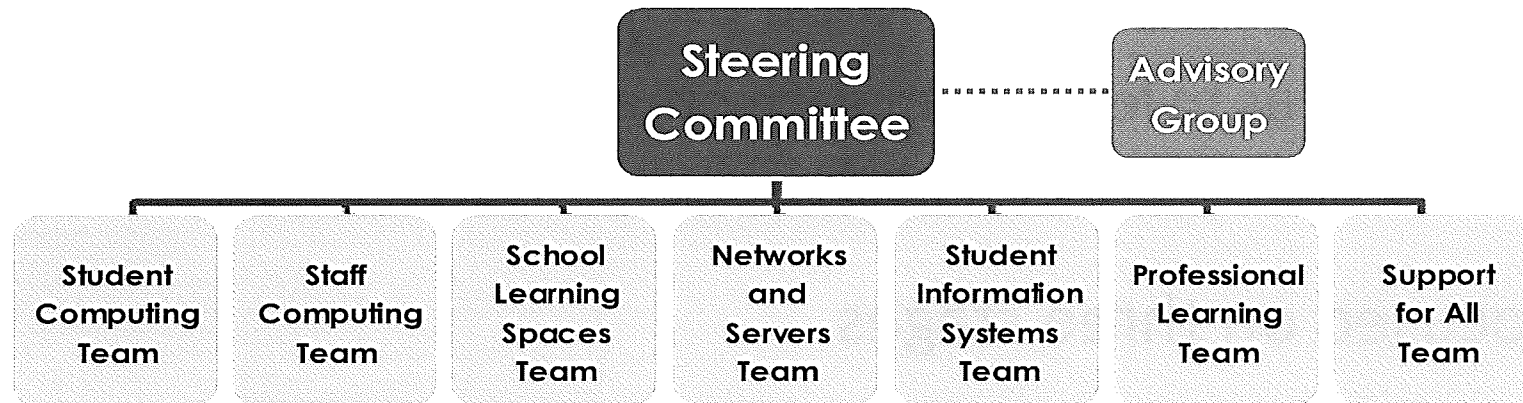 Steering
Committee
Advisory
Group
Student
Computing
Team
Staff
Computing
Team
School
Learning
Spaces
Team
Networks
and
Servers
Team
Student
Information
Systems
Team
Professional
Learning
Team
Support
for All
Team